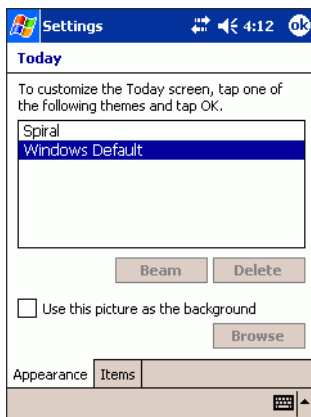 Settings 4:12 ok
Today
To customize the Today screen, tap one of
the following themes and tap OK.
Spiral
Windows Default
Beam Delete
Use this picture as the background
Browse
Appearance Items